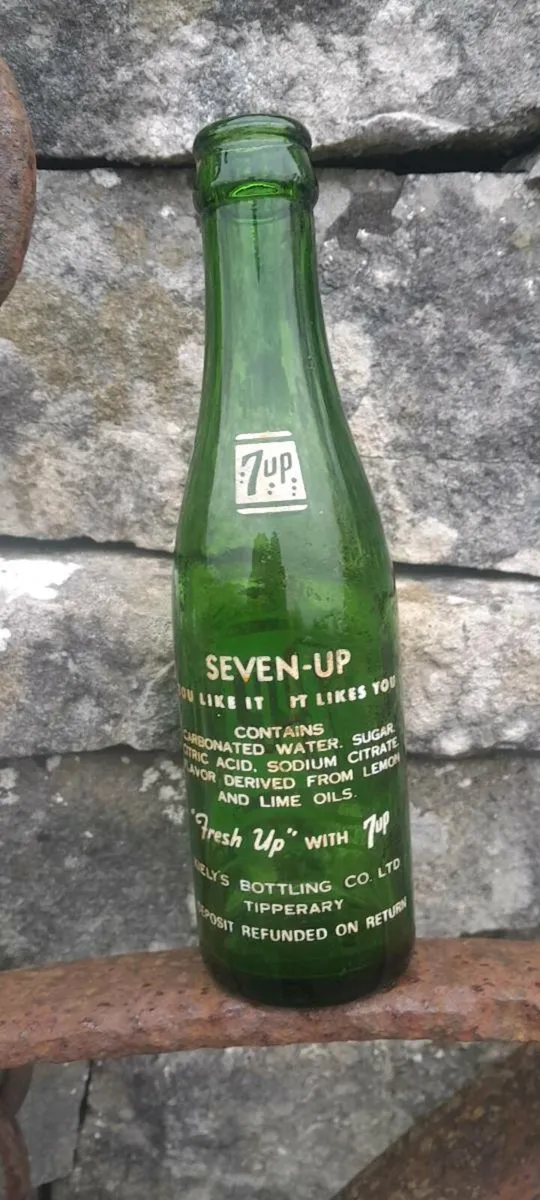 7up
SEVEN-UP
YOU LIKE IT IT LIKES YOU
CONTAINS
CARBONATED WATER. SUGAR,
CITRIC ACID, SODIUM CITRATE.
FLAVOR DERIVED FROM LEMON
AND LIME OILS.
"Fresh Up" WITH 7up
BOTTLING CO. LTD
TIPPERARY
DEPOSIT REFUNDED ON RETURN